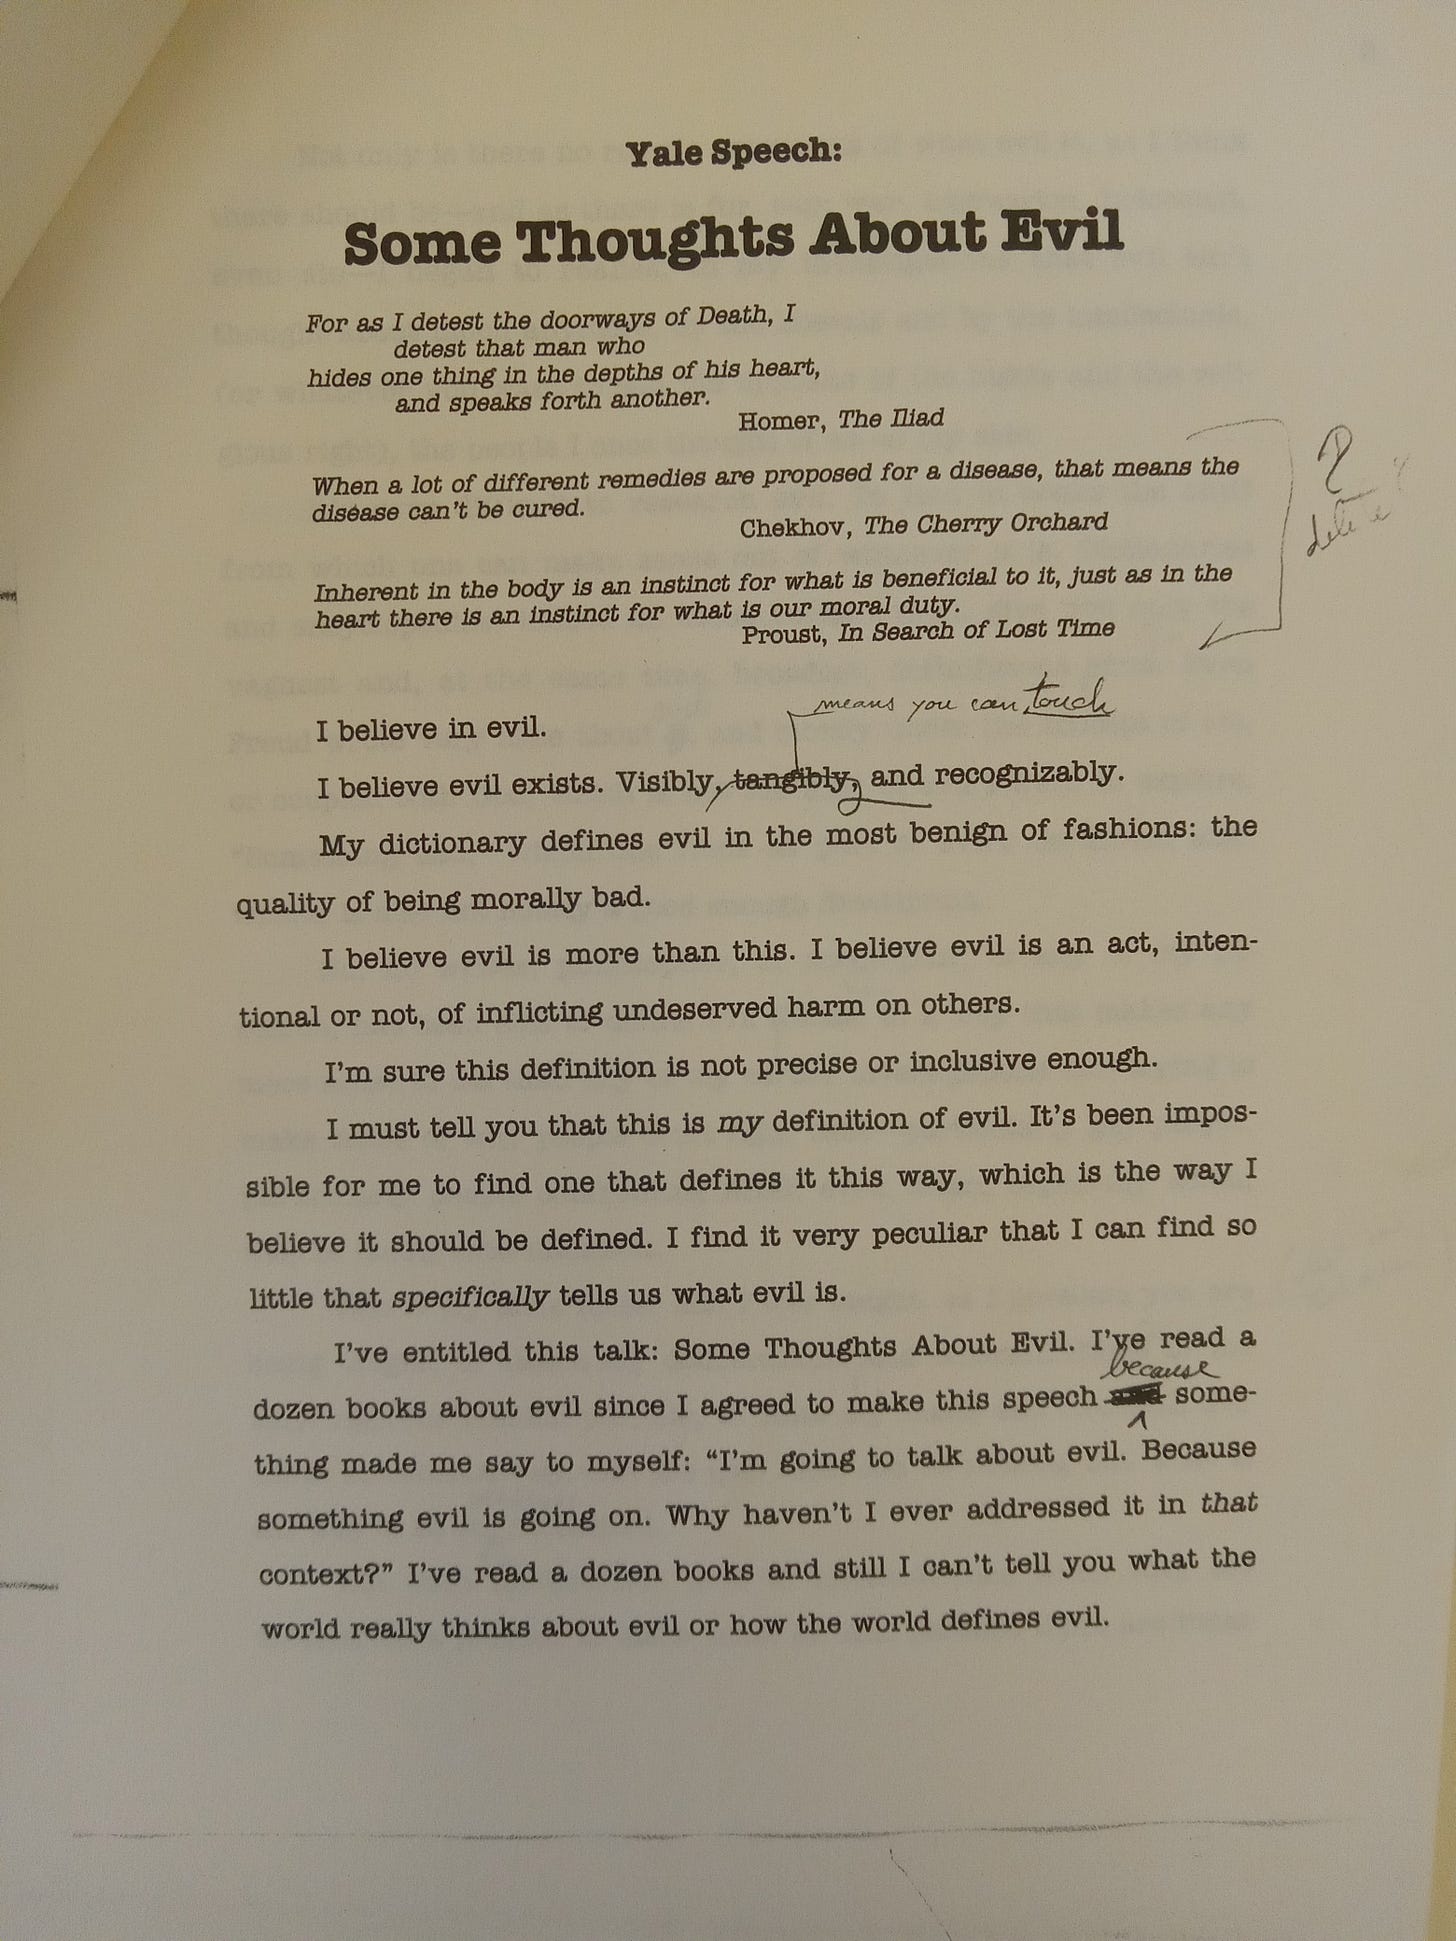 Yale Speech:
Some Thoughts About Evil
For as I detest the doorways of Death, I
detest that man who
hides one thing in the depths of his heart,
and speaks forth another.
Homer, The Iliad
When a lot of different remedies are proposed for a disease, that means the
disease can't be cured.
Chekhov, The Cherry Orchard
?
delete?
Inherent in the body is an instinct for what is beneficial to it, just as in the
heart there is an instinct for what is our moral duty.
Proust, In Search of Lost Time
means you can touch
I believe in evil.
I believe evil exists. Visibly, tangibly, and recognizably.
My dictionary defines evil in the most benign of fashions: the
quality of being morally bad.
I believe evil is more than this. I believe evil is an act, inten-
tional or not, of inflicting undeserved harm on others.
I'm sure this definition is not precise or inclusive enough.
I must tell you that this is my definition of evil. It's been impos-
sible for me to find one that defines it this way, which is the way I
believe it should be defined. I find it very peculiar that I can find so
little that specifically tells us what evil is.
I've entitled this talk: Some Thoughts About Evil. I've read a
because
dozen books about evil since I agreed to make this speech and some-
thing made me say to myself: "I'm going to talk about evil. Because
something evil is going on. Why haven't I ever addressed it in that
context?" I've read a dozen books and still I can't tell you what the
world really thinks about evil or how the world defines evil.